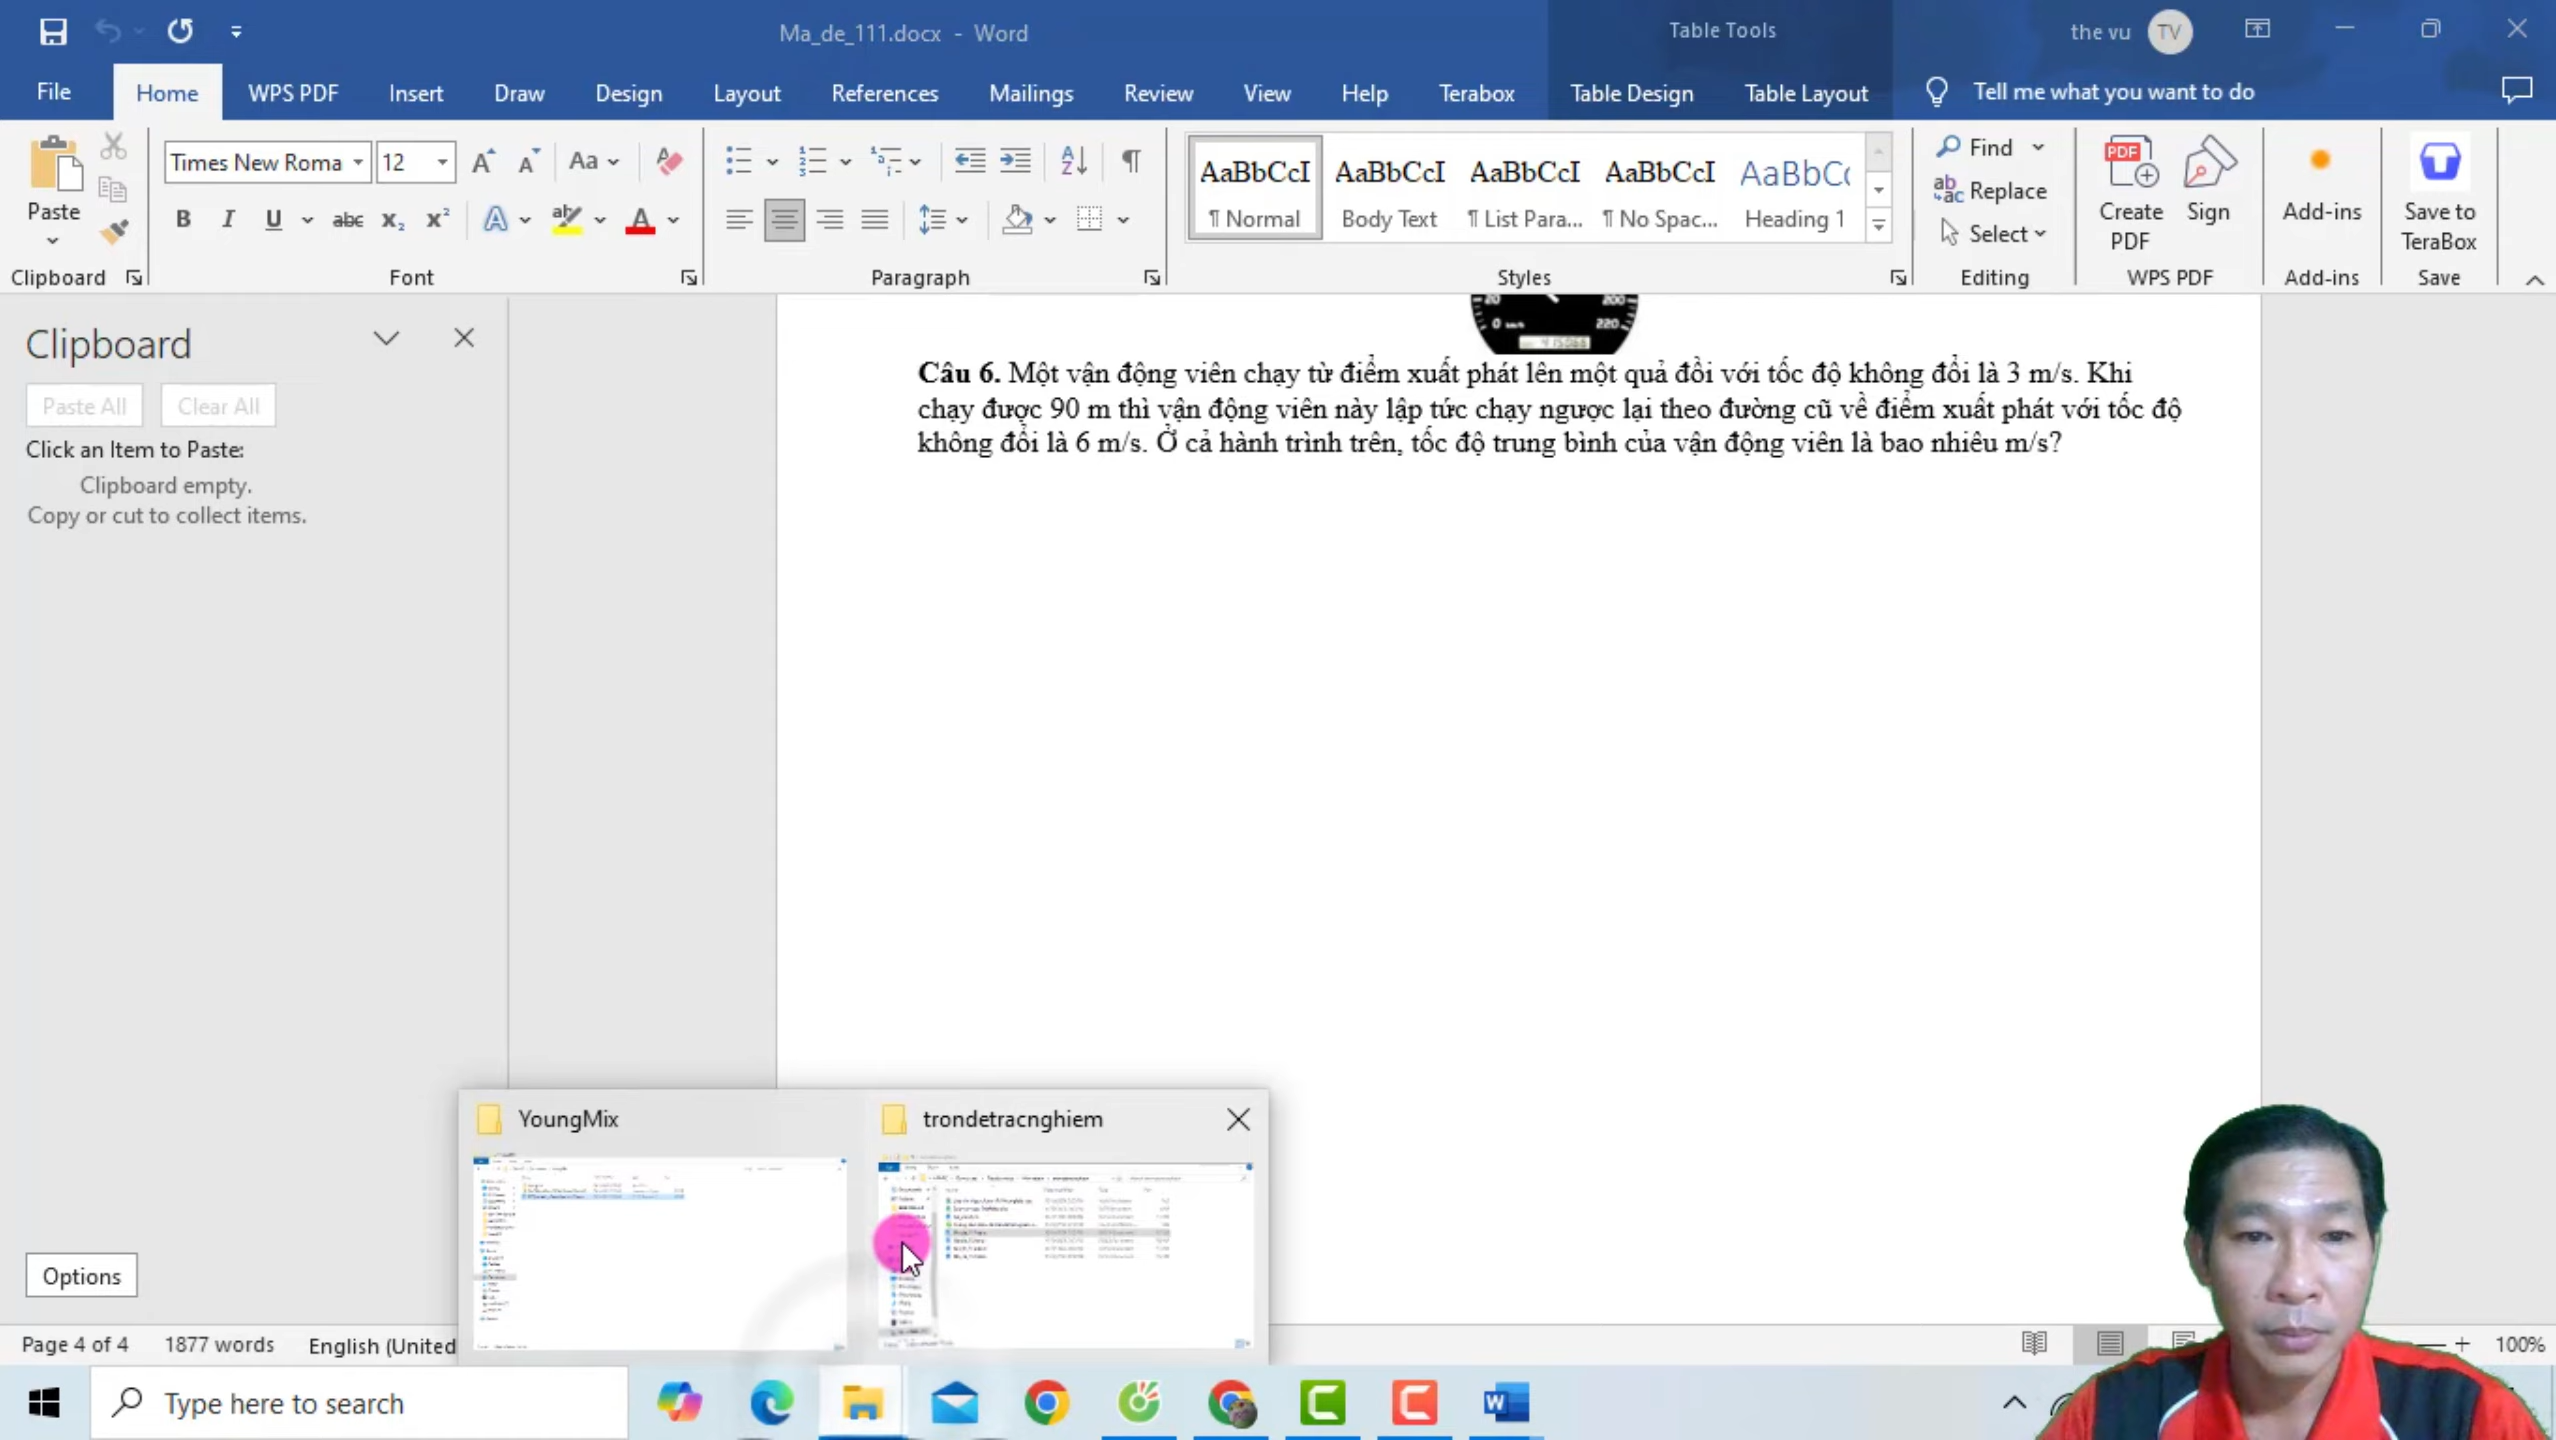 Ma_de_111.docx - Word
Table Tools
the vu
TV
File
Home
WPS PDF
Insert
Draw
Design
Layout
References
Mailings
Review
View
Help
Terabox
Table Design
Table Layout
Tell me what you want to do
Paste
Times New Roma
12
AaBbCcI
AaBbCcI
AaBbCcI
AaBbCcI
AaBbCc
¶ Normal
Body Text
¶ List Para...
¶ No Spac...
Heading 1
Find
Replace
Select
Create PDF
Sign
Add-ins
Save to TeraBox
Clipboard
Font
Paragraph
Styles
Editing
WPS PDF
Add-ins
Save
Clipboard
Paste All
Clear All
Click an Item to Paste:
Clipboard empty.
Copy or cut to collect items.
20
200
0 km/h
220
Câu 6. Một vận động viên chạy từ điểm xuất phát lên một quả đồi với tốc độ không đổi là 3 m/s. Khi
chạy được 90 m thì vận động viên này lập tức chạy ngược lại theo đường cũ về điểm xuất phát với tốc độ
không đổi là 6 m/s. Ở cả hành trình trên, tốc độ trung bình của vận động viên là bao nhiêu m/s?
YoungMix
trondetracnghiem
Options
Page 4 of 4
1877 words
English (United
100%
Type here to search